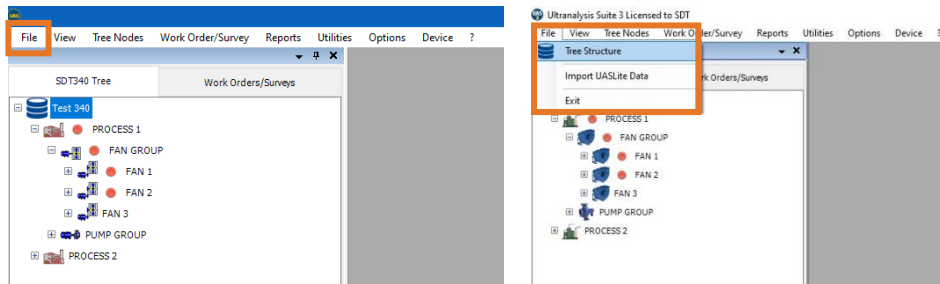 UAS
File View Tree Nodes Work Order/Survey Reports Utilities Options Device ?
SDT340 Tree Work Orders/Surveys
Test 340
PROCESS 1
FAN GROUP
FAN 1
FAN 2
FAN 3
PUMP GROUP
PROCESS 2
UAS Ultranalysis Suite 3 Licensed to SDT
File View Tree Nodes Work Order/Survey Reports Utilities Options Device ?
Tree Structure
Import UASLite Data
rk Orders/Surveys
Exit
PROCESS 1
FAN GROUP
FAN 1
FAN 2
FAN 3
PUMP GROUP
PROCESS 2